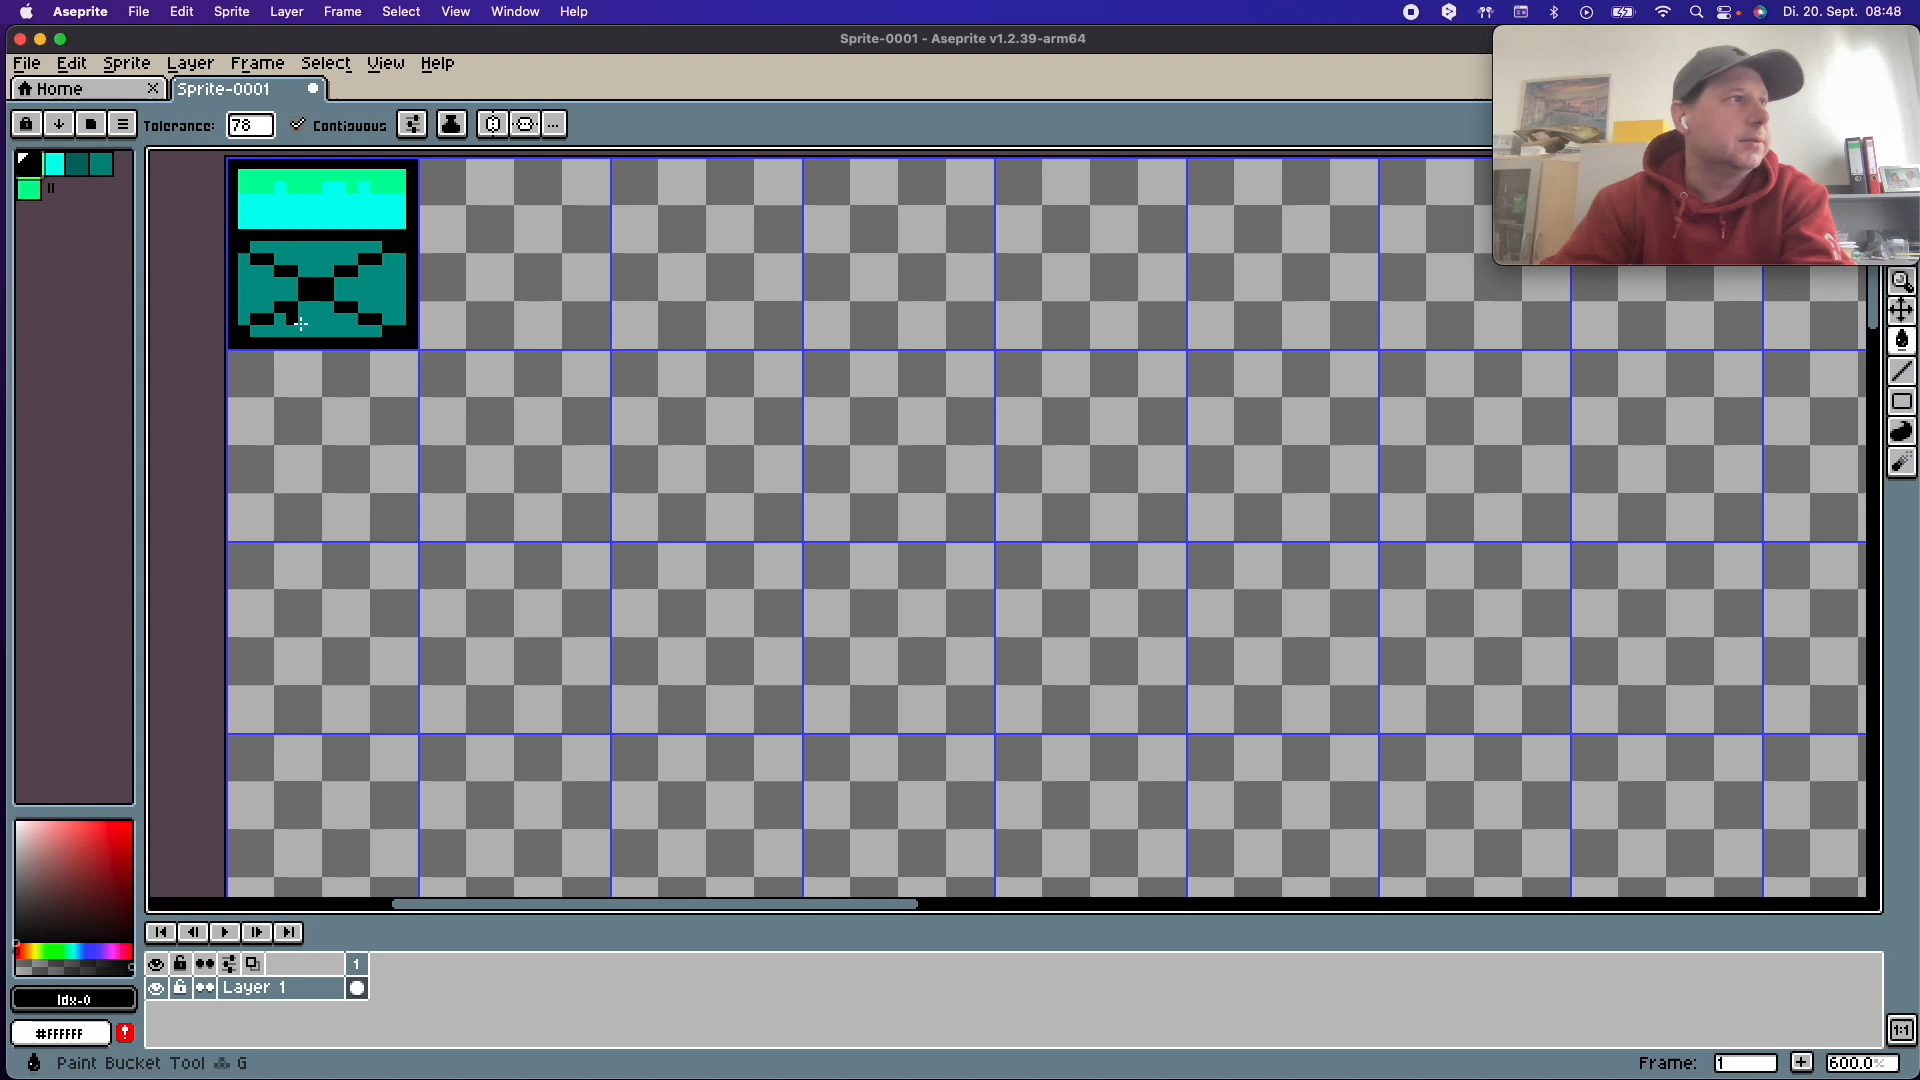 Aseprite File Edit Sprite Layer Frame Select View Window Help Di. 20. Sept. 08:48
Sprite-0001 - Aseprite v1.2.39-arm64
File Edit Sprite Layer Frame Select View Help
Home Sprite-0001
Tolerance: 78 Contiguous
1
Layer 1
Idx-0
#FFFFFF
1:1
Paint Bucket Tool G Frame: 1 + 600.0%